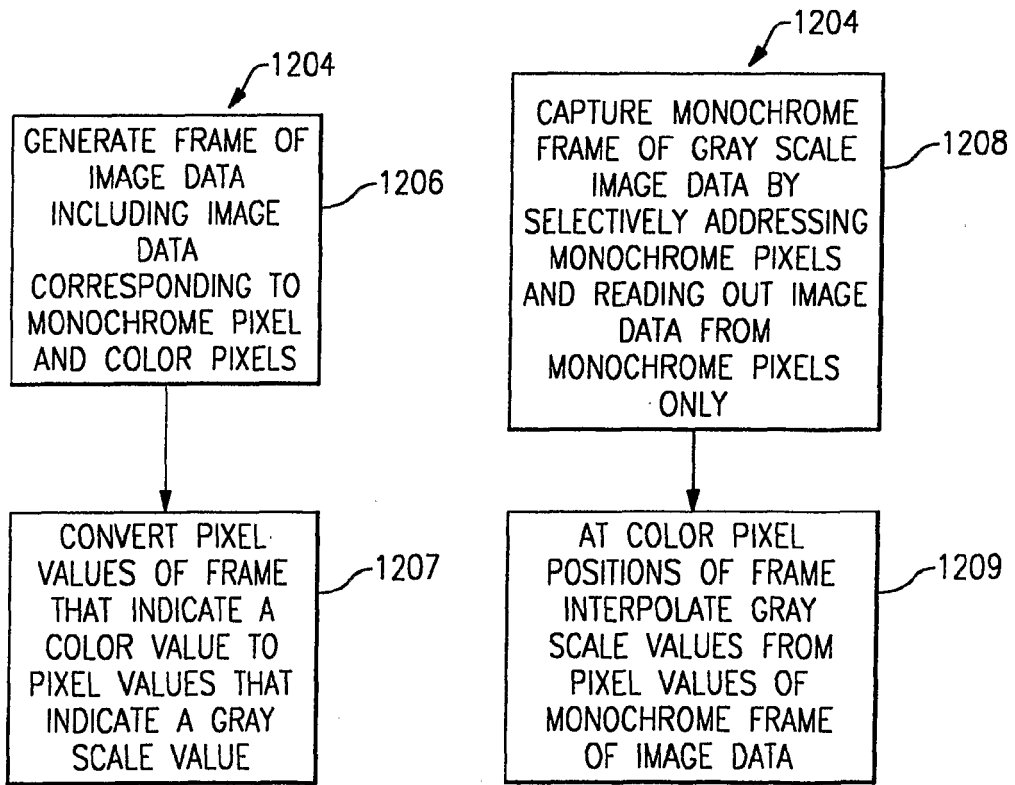 1204
GENERATE FRAME OF
IMAGE DATA
INCLUDING IMAGE
DATA
CORRESPONDING TO
MONOCHROME PIXEL
AND COLOR PIXELS
1206
CONVERT PIXEL
VALUES OF FRAME
THAT INDICATE A
COLOR VALUE TO
PIXEL VALUES THAT
INDICATE A GRAY
SCALE VALUE
1207
1204
CAPTURE MONOCHROME
FRAME OF GRAY SCALE
IMAGE DATA BY
SELECTIVELY ADDRESSING
MONOCHROME PIXELS
AND READING OUT IMAGE
DATA FROM
MONOCHROME PIXELS
ONLY
1208
AT COLOR PIXEL
POSITIONS OF FRAME
INTERPOLATE GRAY
SCALE VALUES FROM
PIXEL VALUES OF
MONOCHROME FRAME
OF IMAGE DATA
1209